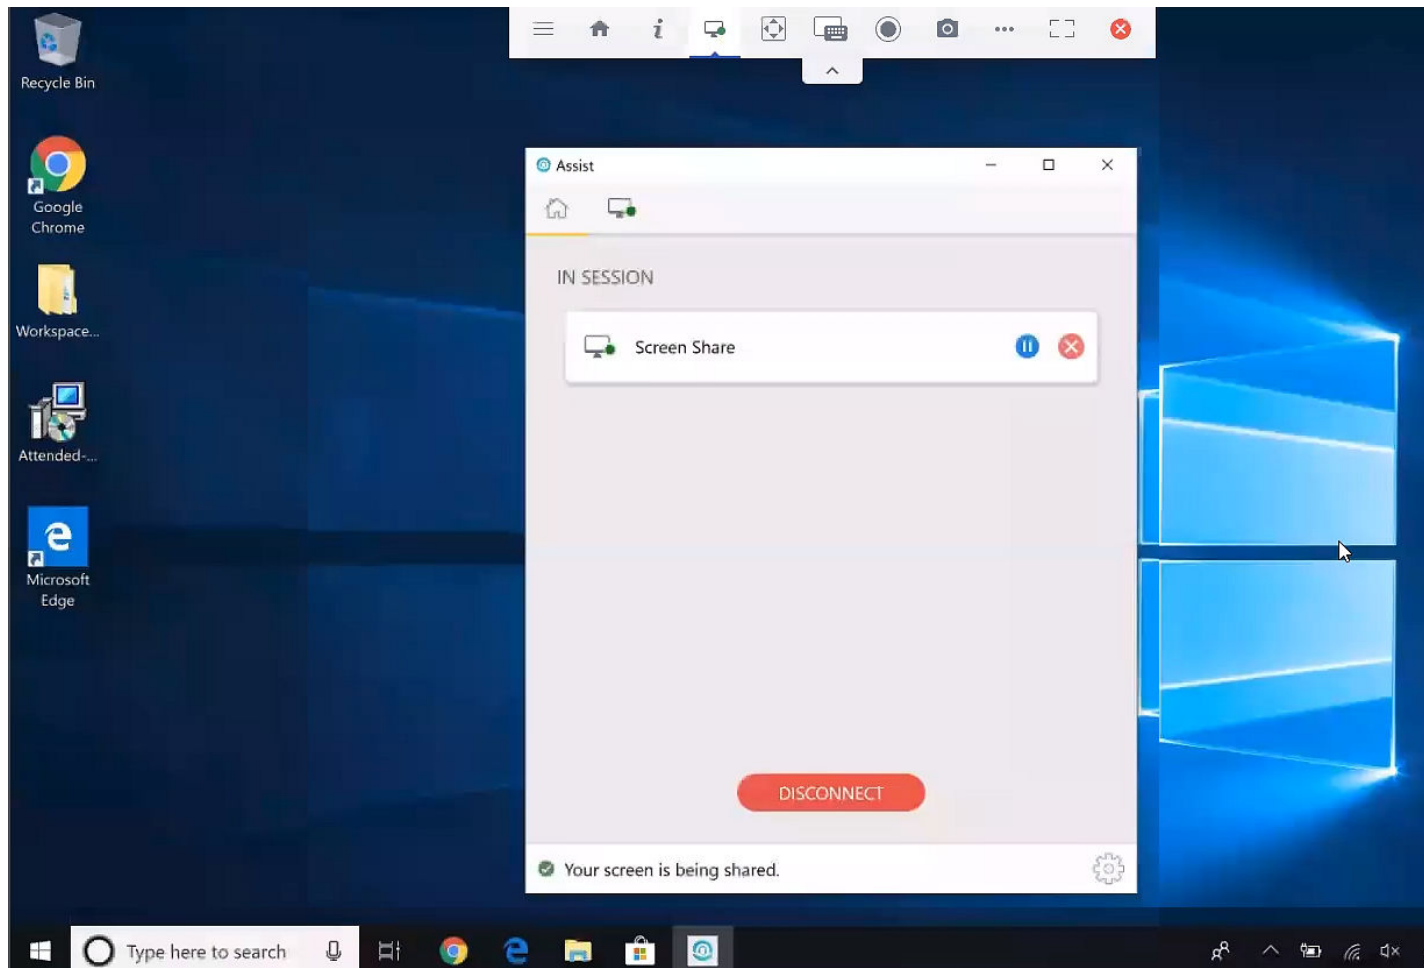 Recycle Bin
Google
Chrome
Workspace...
Attended-...
Microsoft
Edge
Assist
IN SESSION
Screen Share
DISCONNECT
Your screen is being shared.
Type here to search